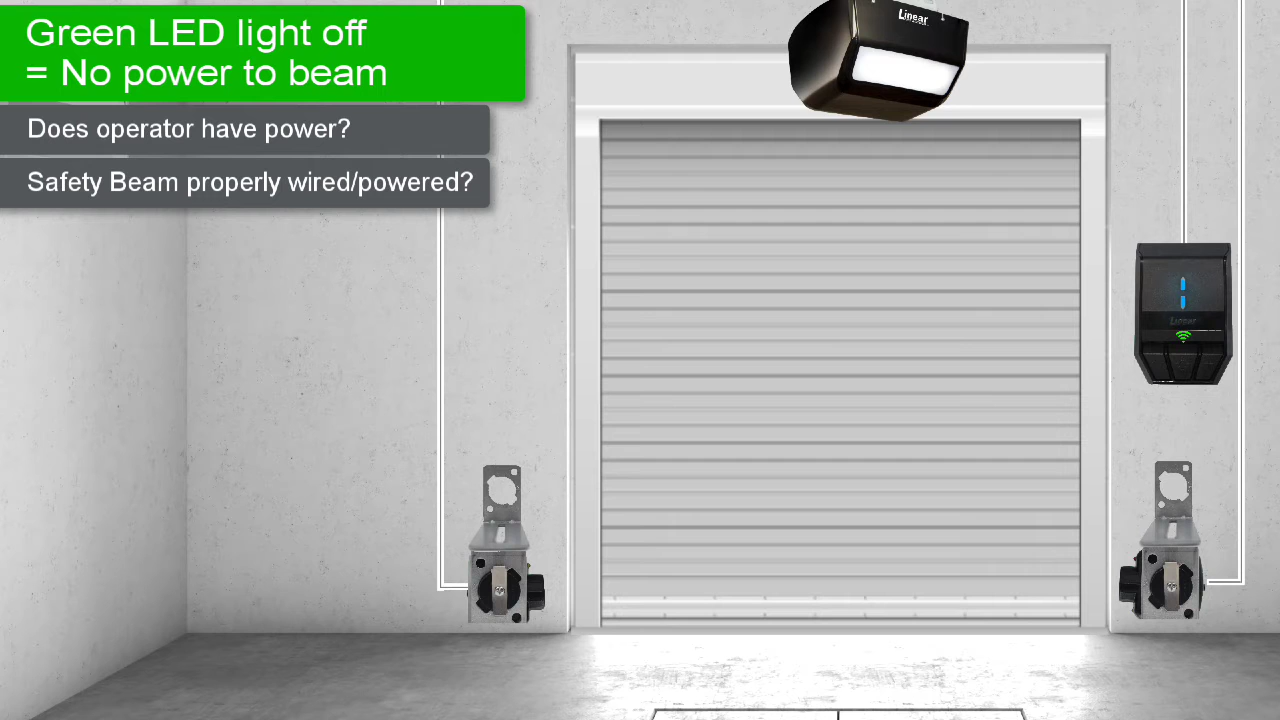 Green LED light off
= No power to beam
Does operator have power?
Safety Beam properly wired/powered?
Linear
Linear